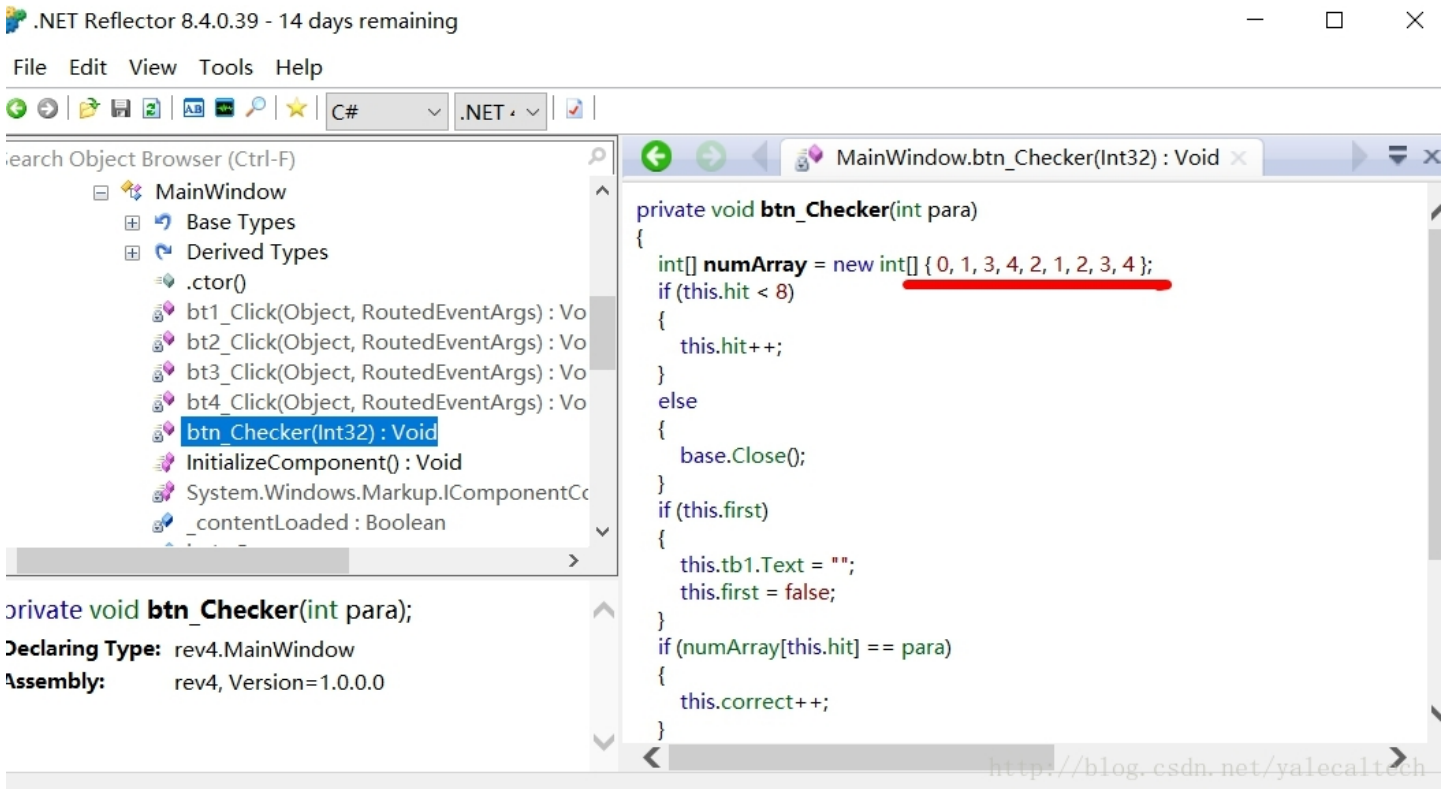 .NET Reflector 8.4.0.39 - 14 days remaining
File Edit View Tools Help
C# .NET 4
Search Object Browser (Ctrl-F)
MainWindow
Base Types
Derived Types
.ctor()
bt1_Click(Object, RoutedEventArgs) : Vo
bt2_Click(Object, RoutedEventArgs) : Vo
bt3_Click(Object, RoutedEventArgs) : Vo
bt4_Click(Object, RoutedEventArgs) : Vo
btn_Checker(Int32) : Void
InitializeComponent() : Void
System.Windows.Markup.IComponentCo
_contentLoaded : Boolean
private void btn_Checker(int para);
Declaring Type: rev4.MainWindow
Assembly: rev4, Version=1.0.0.0
MainWindow.btn_Checker(Int32) : Void
private void btn_Checker(int para)
{
int[] numArray = new int[] { 0, 1, 3, 4, 2, 1, 2, 3, 4 };
if (this.hit < 8)
{
this.hit++;
}
else
{
base.Close();
}
if (this.first)
{
this.tb1.Text = "";
this.first = false;
}
if (numArray[this.hit] == para)
{
this.correct++;
}
http://blog.csdn.net/yalecaltech